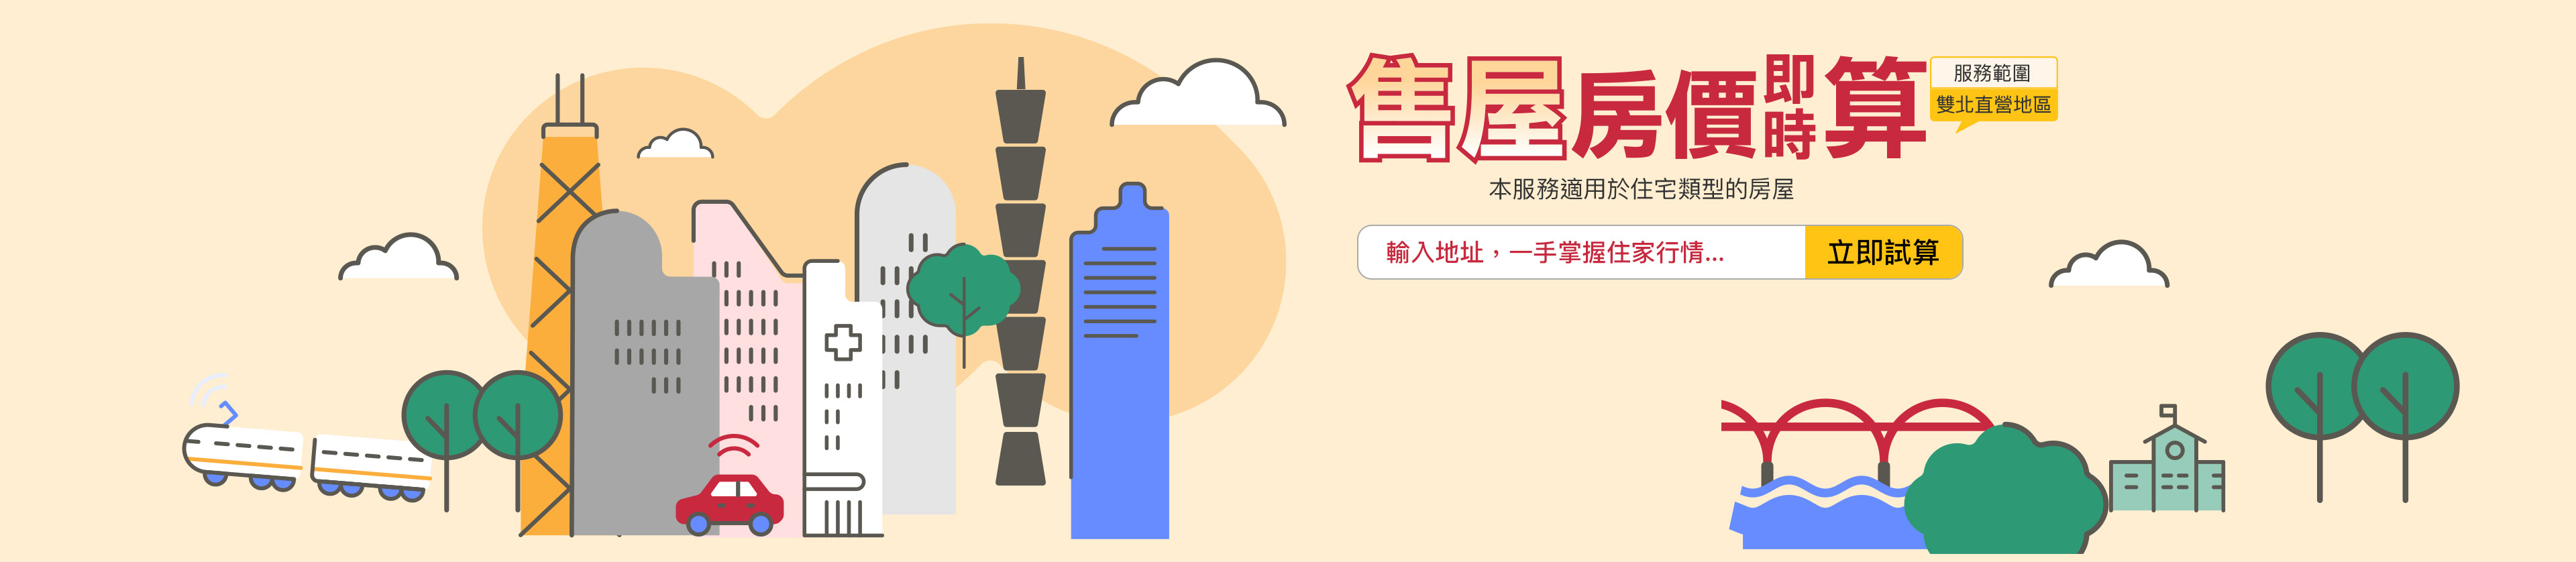 售屋房價即時算
服務範圍
雙北直營地區
本服務適用於住宅類型的房屋
輸入地址，一手掌握住家行情...
立即試算